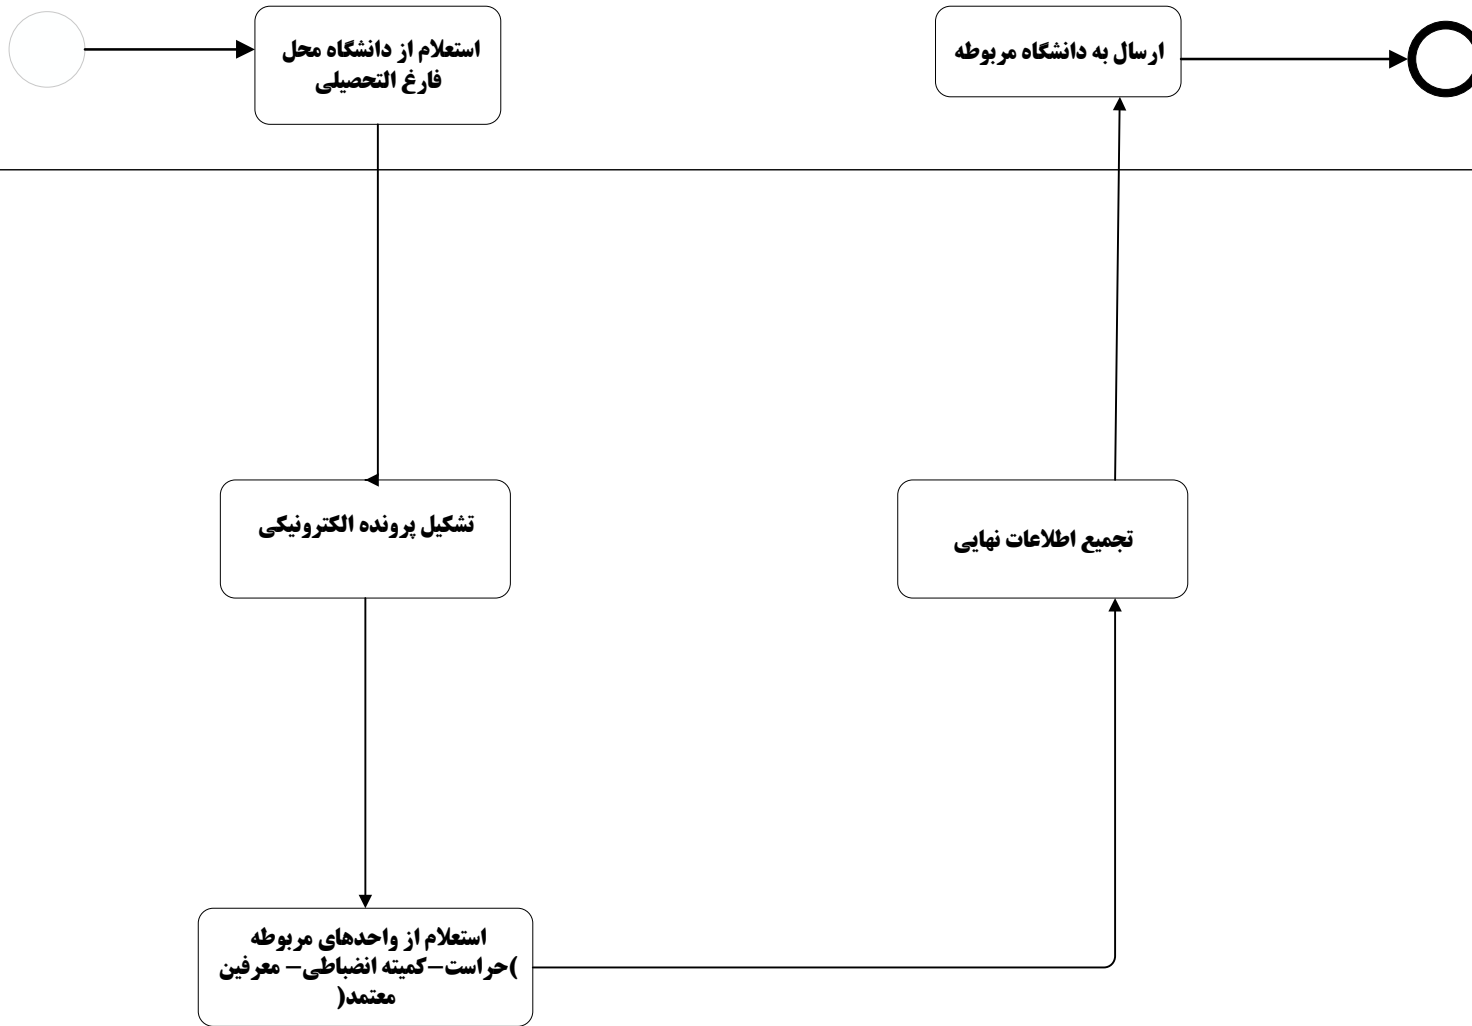 استعلام از دانشگاه محل
فارغ التحصیلی
ارسال به دانشگاه مربوطه
تشکیل پرونده الکترونیکی
تجمیع اطلاعات نهایی
استعلام از واحدهای مربوطه
)حراست-کمیته انضباطی- معرفین
معتمد(